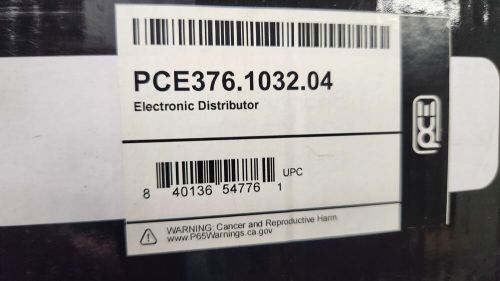 PCE376.1032.04
Electronic Distributor
PCE
UPC
8 40136 54776 1
WARNING: Cancer and Reproductive Harm
www.P65Warnings.ca.gov